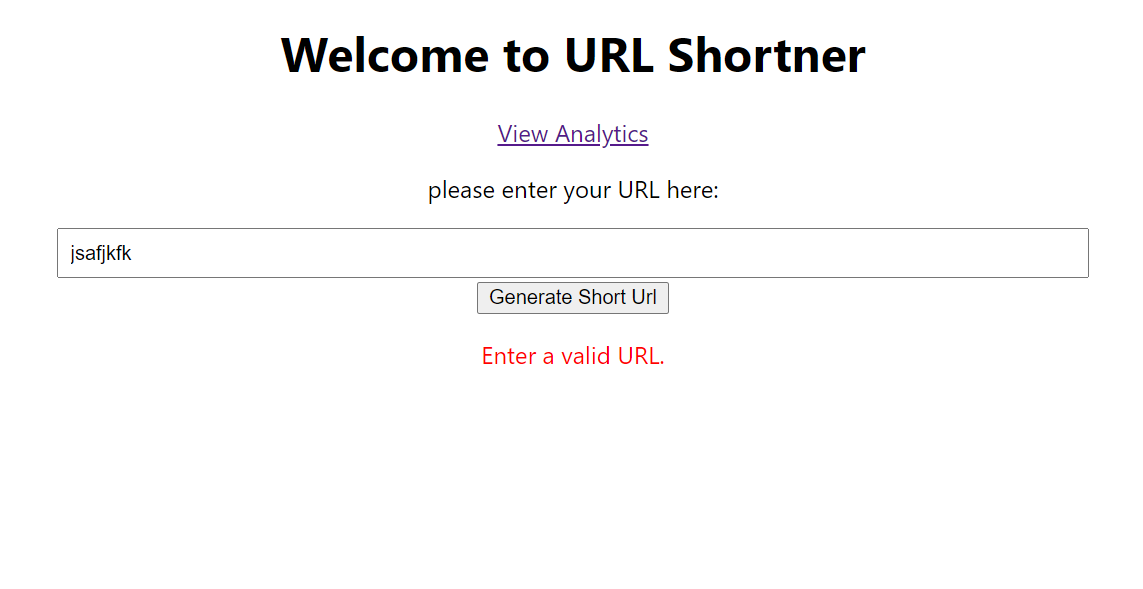 Welcome to URL Shortner
View Analytics
please enter your URL here:
jsafjkfk
Generate Short Url
Enter a valid URL.